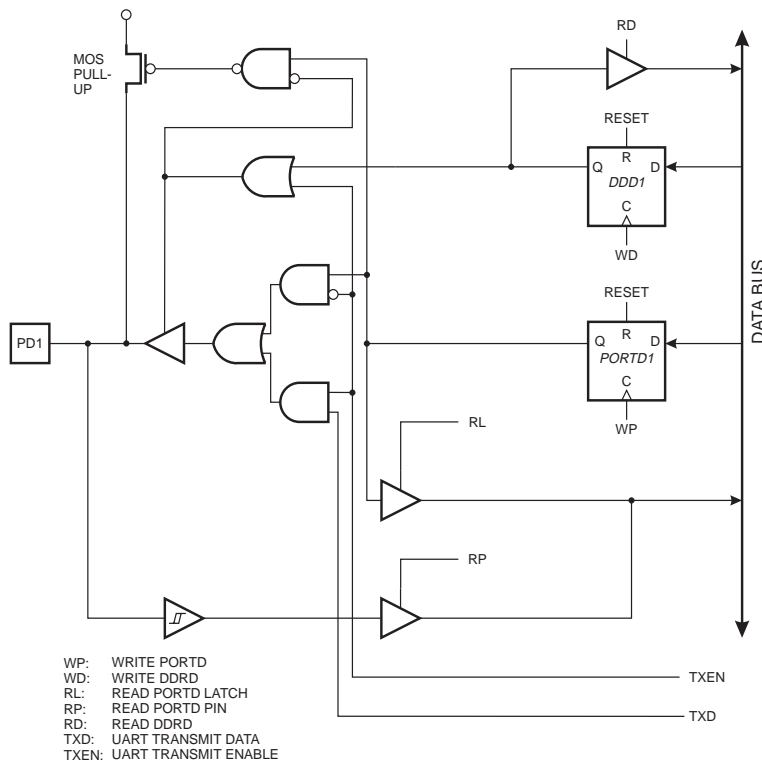 MOS
PULL-
UP
RD
RESET
R
Q
D
DDD1
C
WD
RESET
R
Q
D
PORTD1
C
WP
PD1
DATA BUS
RL
RP
TXEN
TXD
WP: WRITE PORTD
WD: WRITE DDRD
RL: READ PORTD LATCH
RP: READ PORTD PIN
RD: READ DDRD
TXD: UART TRANSMIT DATA
TXEN: UART TRANSMIT ENABLE